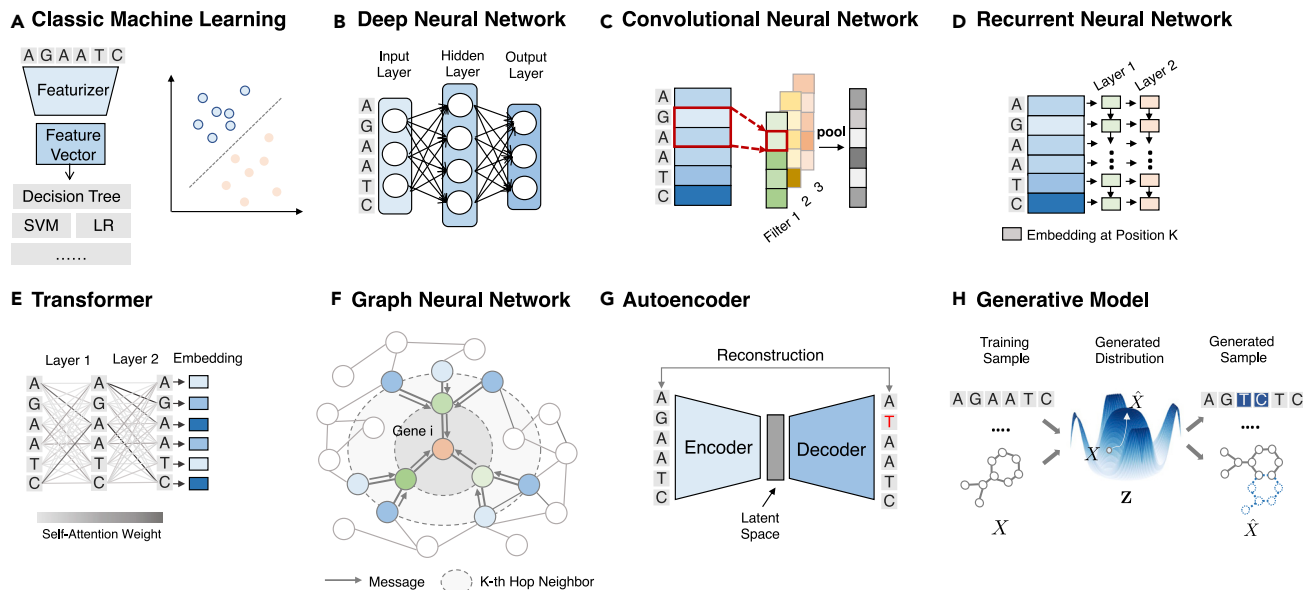 A Classic Machine Learning
A G A A T C
Featurizer
Feature
Vector
Decision Tree
SVM LR
......
B Deep Neural Network
Input
Layer
Hidden
Layer
Output
Layer
A
G
A
A
T
C
C Convolutional Neural Network
A
G
A
A
T
C
pool
Filter 1 2 3
D Recurrent Neural Network
Layer 1
Layer 2
A
G
A
A
T
C
Embedding at Position K
E Transformer
Layer 1 Layer 2 Embedding
A A A
G G G
A A A
A A A
T T T
C C C
Self-Attention Weight
F Graph Neural Network
Gene i
Message
K-th Hop Neighbor
G Autoencoder
Reconstruction
A
G
A
A
T
C
Encoder
Decoder
Latent
Space
A
T
A
A
T
C
H Generative Model
Training
Sample
Generated
Distribution
Generated
Sample
A G A A T C
....
X
X̂
X
Z
A G T C T C
....
X̂